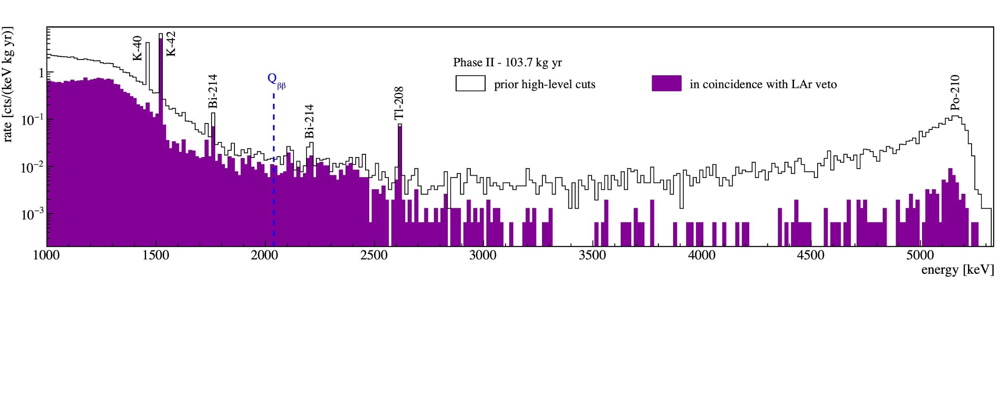 rate [cts/(keV kg yr)]
K-40
K-42
Bi-214
Q_ββ
Bi-214
Tl-208
Po-210
Phase II - 103.7 kg yr
prior high-level cuts
in coincidence with LAr veto
1
10⁻¹
10⁻²
10⁻³
1000 1500 2000 2500 3000 3500 4000 4500 5000
energy [keV]